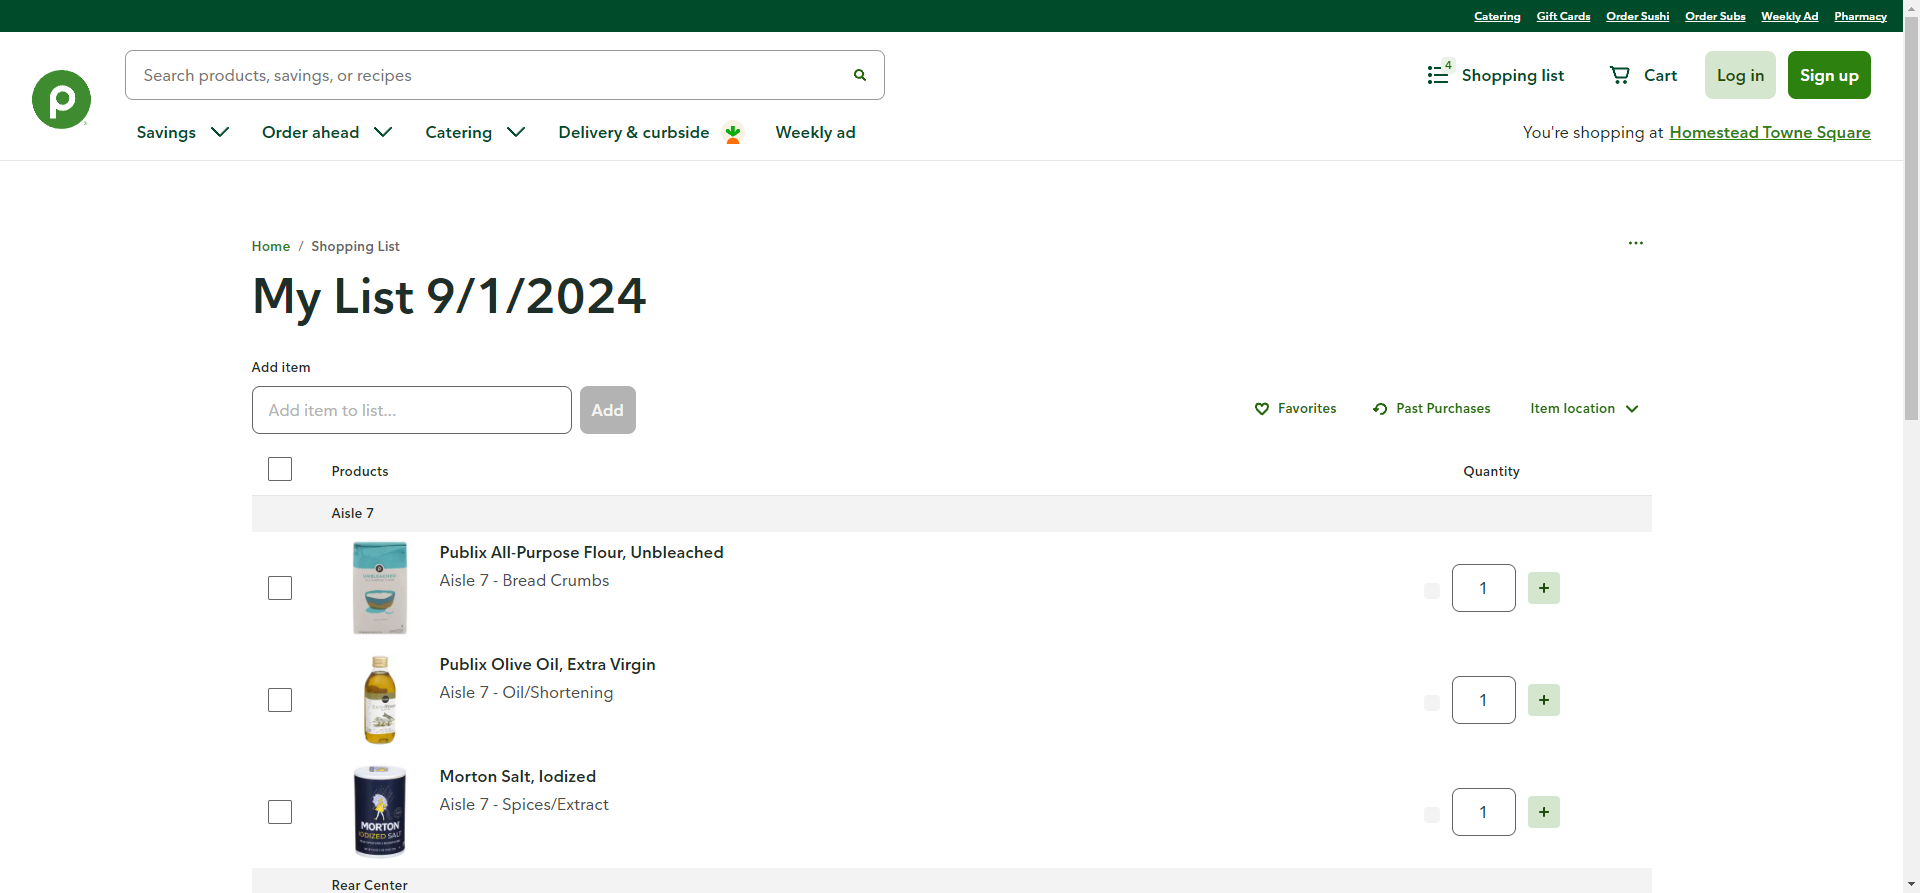 Catering Gift Cards Order Sushi Order Subs Weekly Ad Pharmacy
Search products, savings, or recipes
4 Shopping list Cart Log in Sign up
Savings Order ahead Catering Delivery & curbside Weekly ad
You're shopping at Homestead Towne Square
Home / Shopping List
My List 9/1/2024
Add item
Add item to list... Add
Favorites Past Purchases Item location
Products Quantity
Aisle 7
Publix All-Purpose Flour, Unbleached
Aisle 7 - Bread Crumbs
1 +
Publix Olive Oil, Extra Virgin
Aisle 7 - Oil/Shortening
1 +
Morton Salt, Iodized
Aisle 7 - Spices/Extract
MORTON
IODIZED SALT
1 +
Rear Center